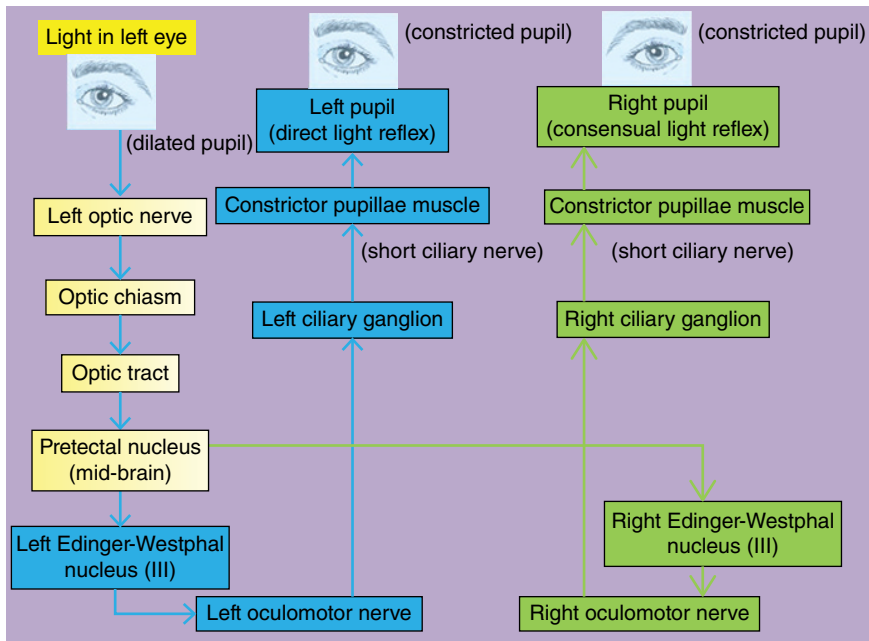 Light in left eye
(dilated pupil)
Left optic nerve
Optic chiasm
Optic tract
Pretectal nucleus
(mid-brain)
Left Edinger-Westphal
nucleus (III)
Left oculomotor nerve
Left ciliary ganglion
(short ciliary nerve)
Constrictor pupillae muscle
Left pupil
(direct light reflex)
(constricted pupil)
Right Edinger-Westphal
nucleus (III)
Right oculomotor nerve
Right ciliary ganglion
(short ciliary nerve)
Constrictor pupillae muscle
Right pupil
(consensual light reflex)
(constricted pupil)